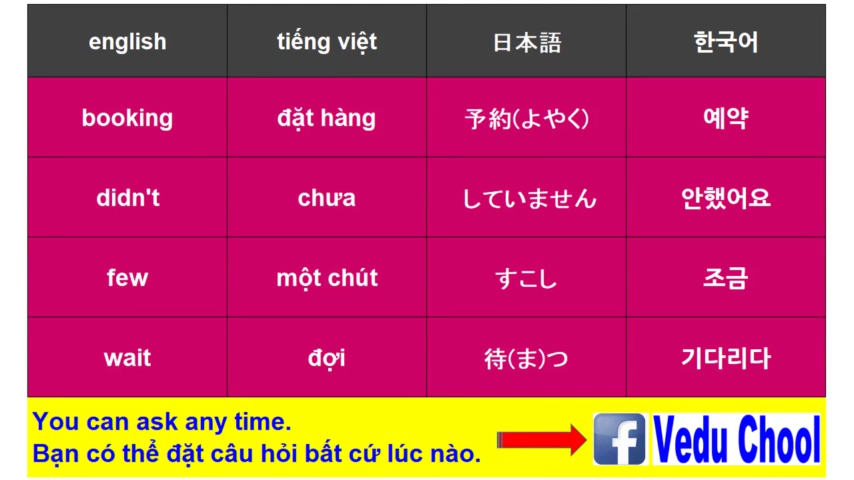 english tiếng việt 日本語 한국어
booking đặt hàng 予約(よやく) 예약
didn't chưa していません 안했어요
few một chút すこし 조금
wait đợi 待(ま)つ 기다리다
You can ask any time.
Bạn có thể đặt câu hỏi bất cứ lúc nào.
f Vedu Chool